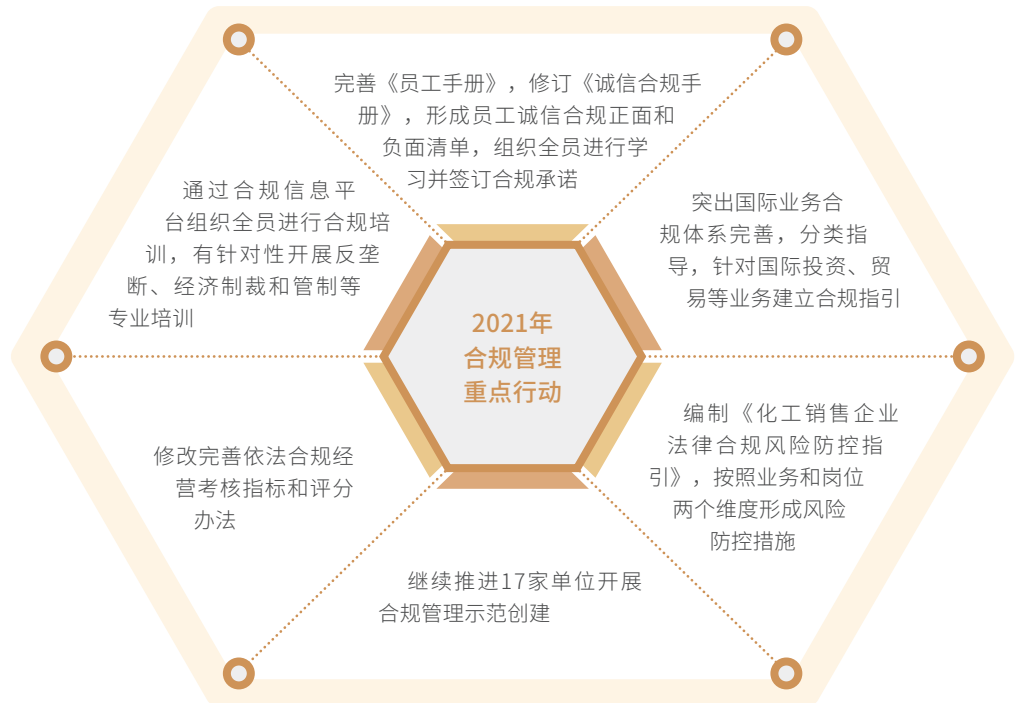 完善《员工手册》，修订《诚信合规手
册》，形成员工诚信合规正面和
负面清单，组织全员进行学
习并签订合规承诺
通过合规信息平
台组织全员进行合规培
训，有针对性开展反垄
断、经济制裁和管制等
专业培训
突出国际业务合
规体系完善，分类指
导，针对国际投资、贸
易等业务建立合规指引
2021年
合规管理
重点行动
修改完善依法合规经
营考核指标和评分
办法
编制《化工销售企业
法律合规风险防控指
引》，按照业务和岗位
两个维度形成风险
防控措施
继续推进17家单位开展
合规管理示范创建